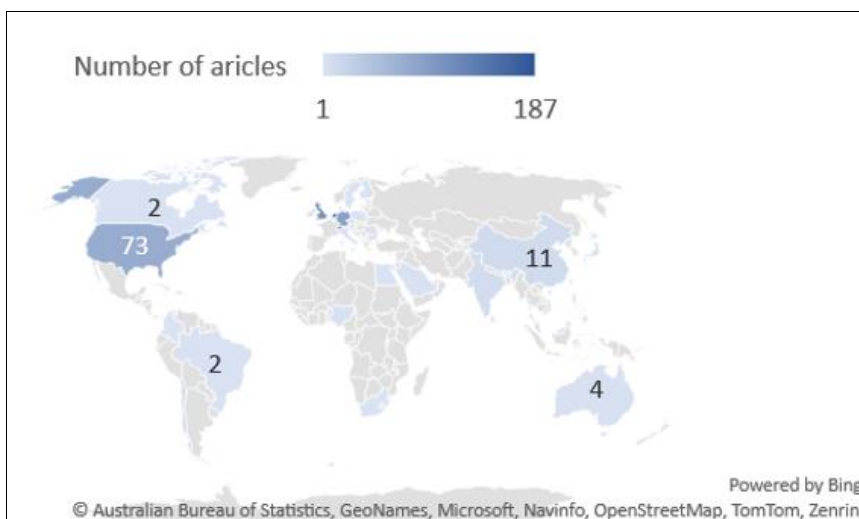 Number of aricles
1 187
2
73
11
2
4
Powered by Bing
© Australian Bureau of Statistics, GeoNames, Microsoft, Navinfo, OpenStreetMap, TomTom, Zenrin